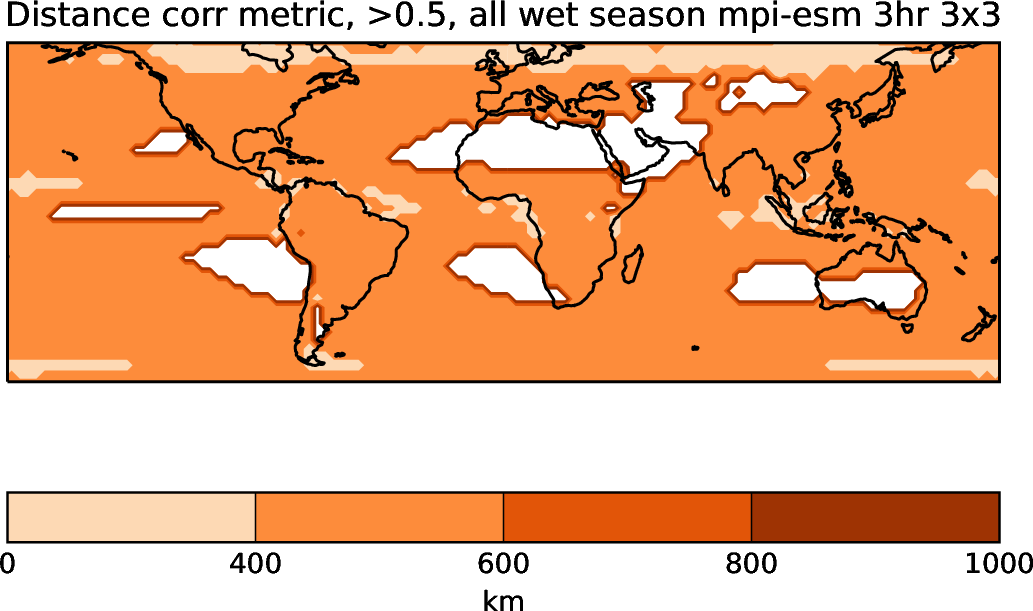 Distance corr metric, >0.5, all wet season mpi-esm 3hr 3x3
0 400 600 800 1000
km